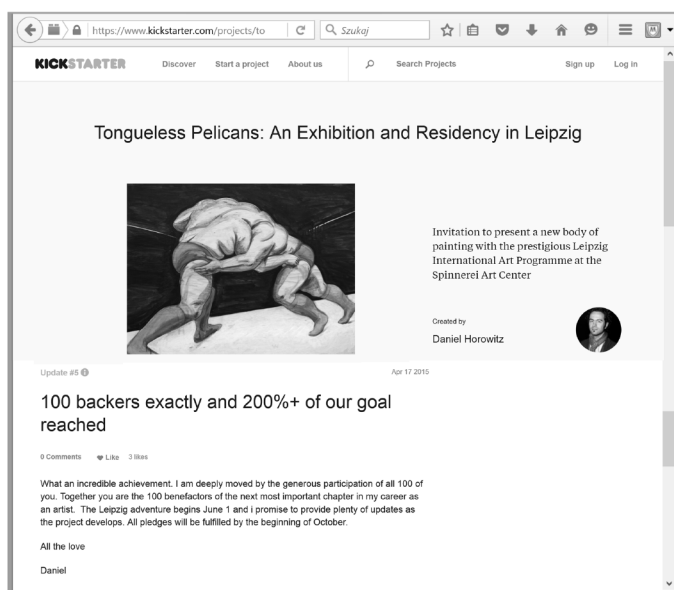 https://www.kickstarter.com/projects/to
Szukaj
KICKSTARTER
Discover
Start a project
About us
Search Projects
Sign up
Log in
Tongueless Pelicans: An Exhibition and Residency in Leipzig
Invitation to present a new body of
painting with the prestigious Leipzig
International Art Programme at the
Spinnerei Art Center
Created by
Daniel Horowitz
Update #5
Apr 17 2015
100 backers exactly and 200%+ of our goal
reached
0 Comments
Like
3 likes
What an incredible achievement. I am deeply moved by the generous participation of all 100 of
you. Together you are the 100 benefactors of the next most important chapter in my career as
an artist. The Leipzig adventure begins June 1 and i promise to provide plenty of updates as
the project develops. All pledges will be fulfilled by the beginning of October.
All the love
Daniel